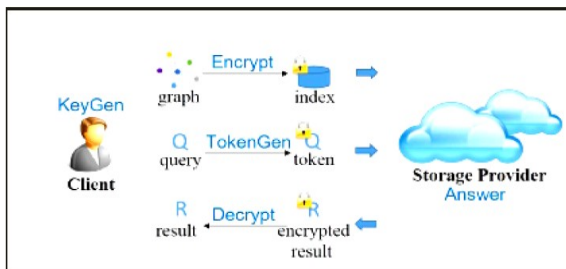 Encrypt
graph
index
KeyGen
Client
Q TokenGen Q
query
token
Storage Provider
Answer
R Decrypt R
result
encrypted
result